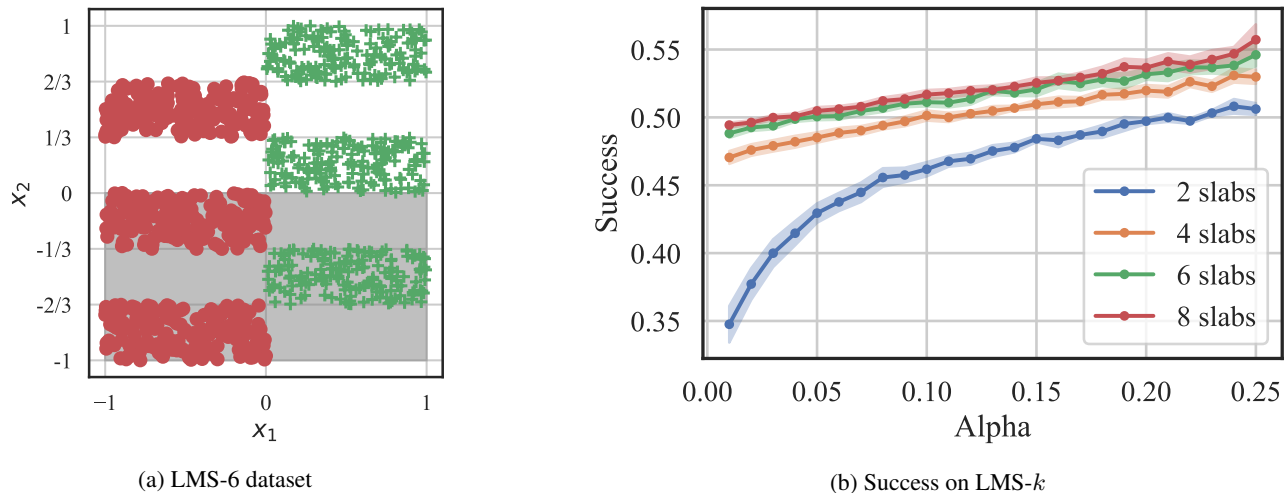 1
2/3
1/3
0
-1/3
-2/3
-1
x₂
−1
0
1
x₁
(a) LMS-6 dataset
0.55
0.50
0.45
0.40
0.35
Success
0.00
0.05
0.10
0.15
0.20
0.25
Alpha
2 slabs
4 slabs
6 slabs
8 slabs
(b) Success on LMS-k